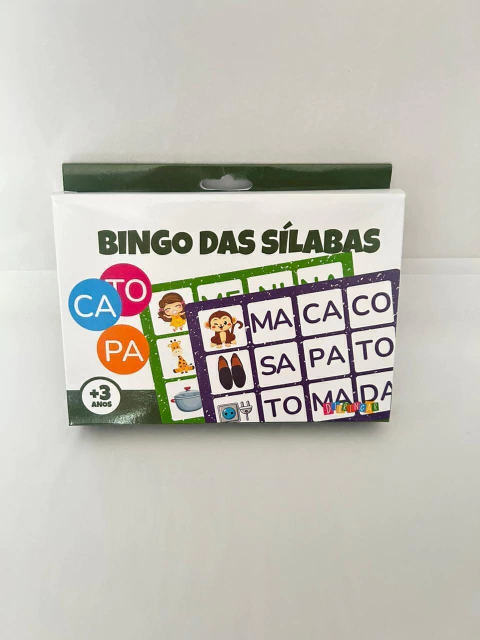 BINGO DAS SÍLABAS
TO
CA
PA
+3
ANOS
MA CA CO
SA PA TO
TO MA DA